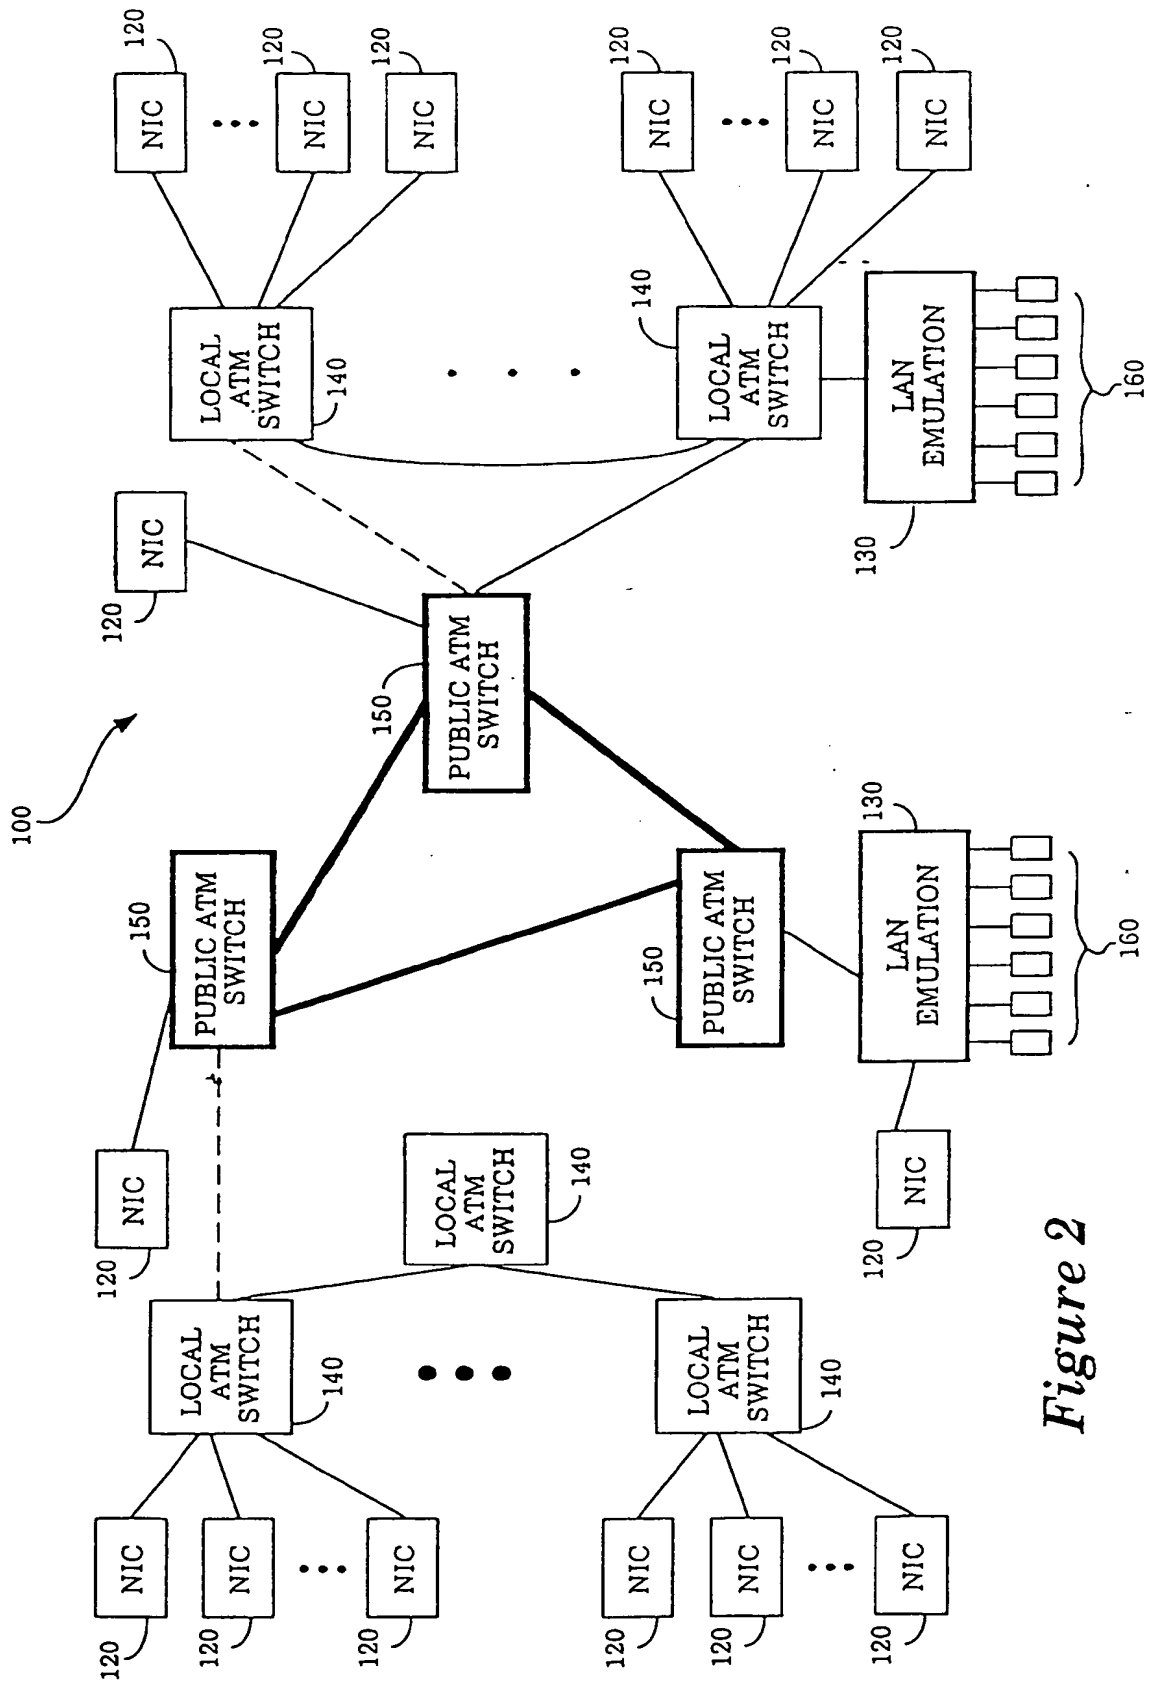 100
120
NIC
120
NIC
120
NIC
NIC
120
LOCAL
ATM
SWITCH
140
150
PUBLIC ATM
SWITCH
LOCAL
ATM
SWITCH
140
120
NIC
NIC
120
120
NIC
NIC
120
LOCAL
ATM
SWITCH
140
150
PUBLIC ATM
SWITCH
120
NIC
120
NIC
120
NIC
LOCAL
ATM
SWITCH
140
150
PUBLIC ATM
SWITCH
140
LOCAL
ATM
SWITCH
NIC
120
NIC
120
NIC
120
120
NIC
LAN
EMULATION
130
160
130
LAN
EMULATION
160
Figure 2